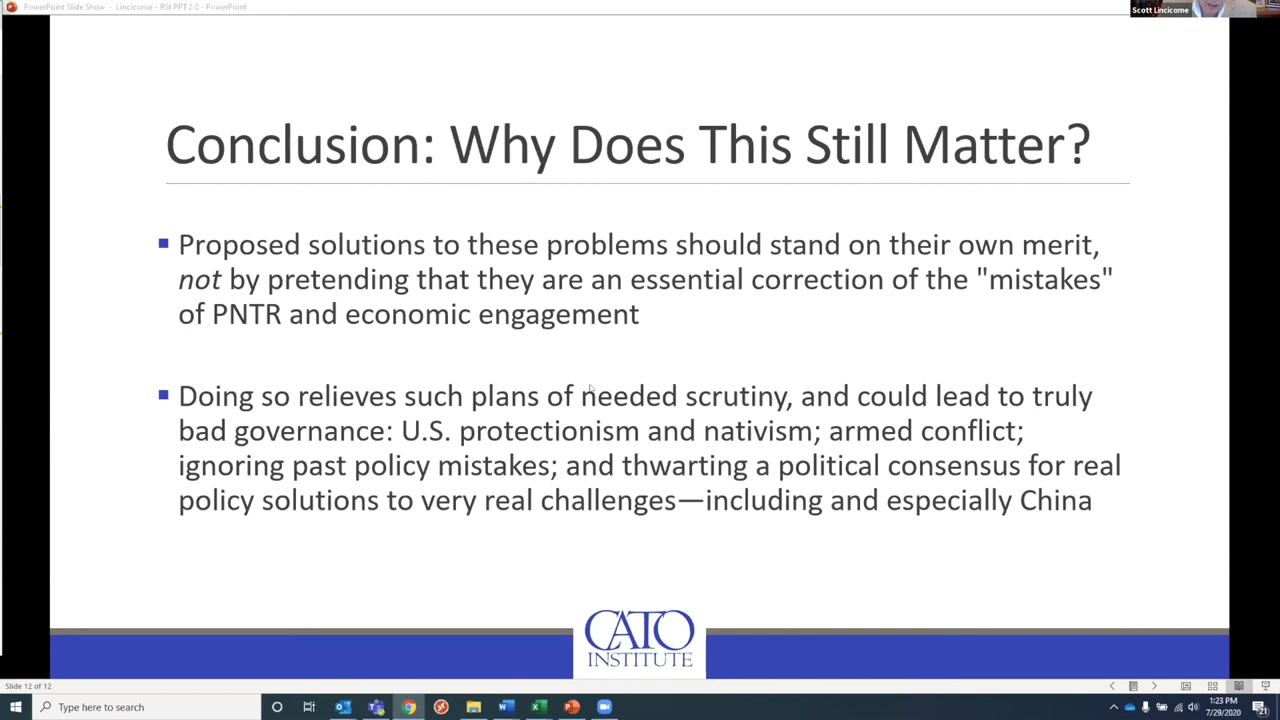 PowerPoint Slide Show - Lincicome - RSt PPT 2.0 - PowerPoint
Scott Lincicome
Conclusion: Why Does This Still Matter?
Proposed solutions to these problems should stand on their own merit,
not by pretending that they are an essential correction of the "mistakes"
of PNTR and economic engagement
Doing so relieves such plans of needed scrutiny, and could lead to truly
bad governance: U.S. protectionism and nativism; armed conflict;
ignoring past policy mistakes; and thwarting a political consensus for real
policy solutions to very real challenges—including and especially China
CATO
INSTITUTE
Slide 12 of 12
Type here to search
1:23 PM
7/29/2020
21